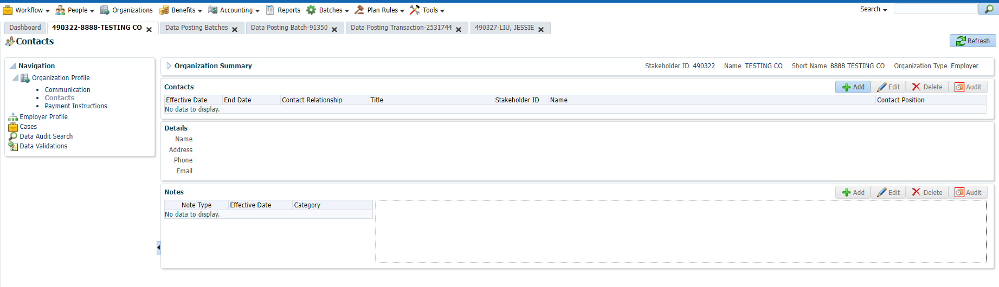 Workflow People Organizations Benefits Accounting Reports Batches Plan Rules Tools Search
Dashboard 490322-8888-TESTING CO Data Posting Batches Data Posting Batch-91350 Data Posting Transaction-2531744 490327-LIU, JESSIE
Contacts
Refresh
Navigation
Organization Profile
Communication
Contacts
Payment Instructions
Employer Profile
Cases
Data Audit Search
Data Validations
Organization Summary Stakeholder ID 490322 Name TESTING CO Short Name 8888 TESTING CO Organization Type Employer
Contacts Add Edit Delete Audit
Effective Date End Date Contact Relationship Title Stakeholder ID Name Contact Position
No data to display.
Details
Name
Address
Phone
Email
Notes Add Edit Delete Audit
Note Type Effective Date Category
No data to display.